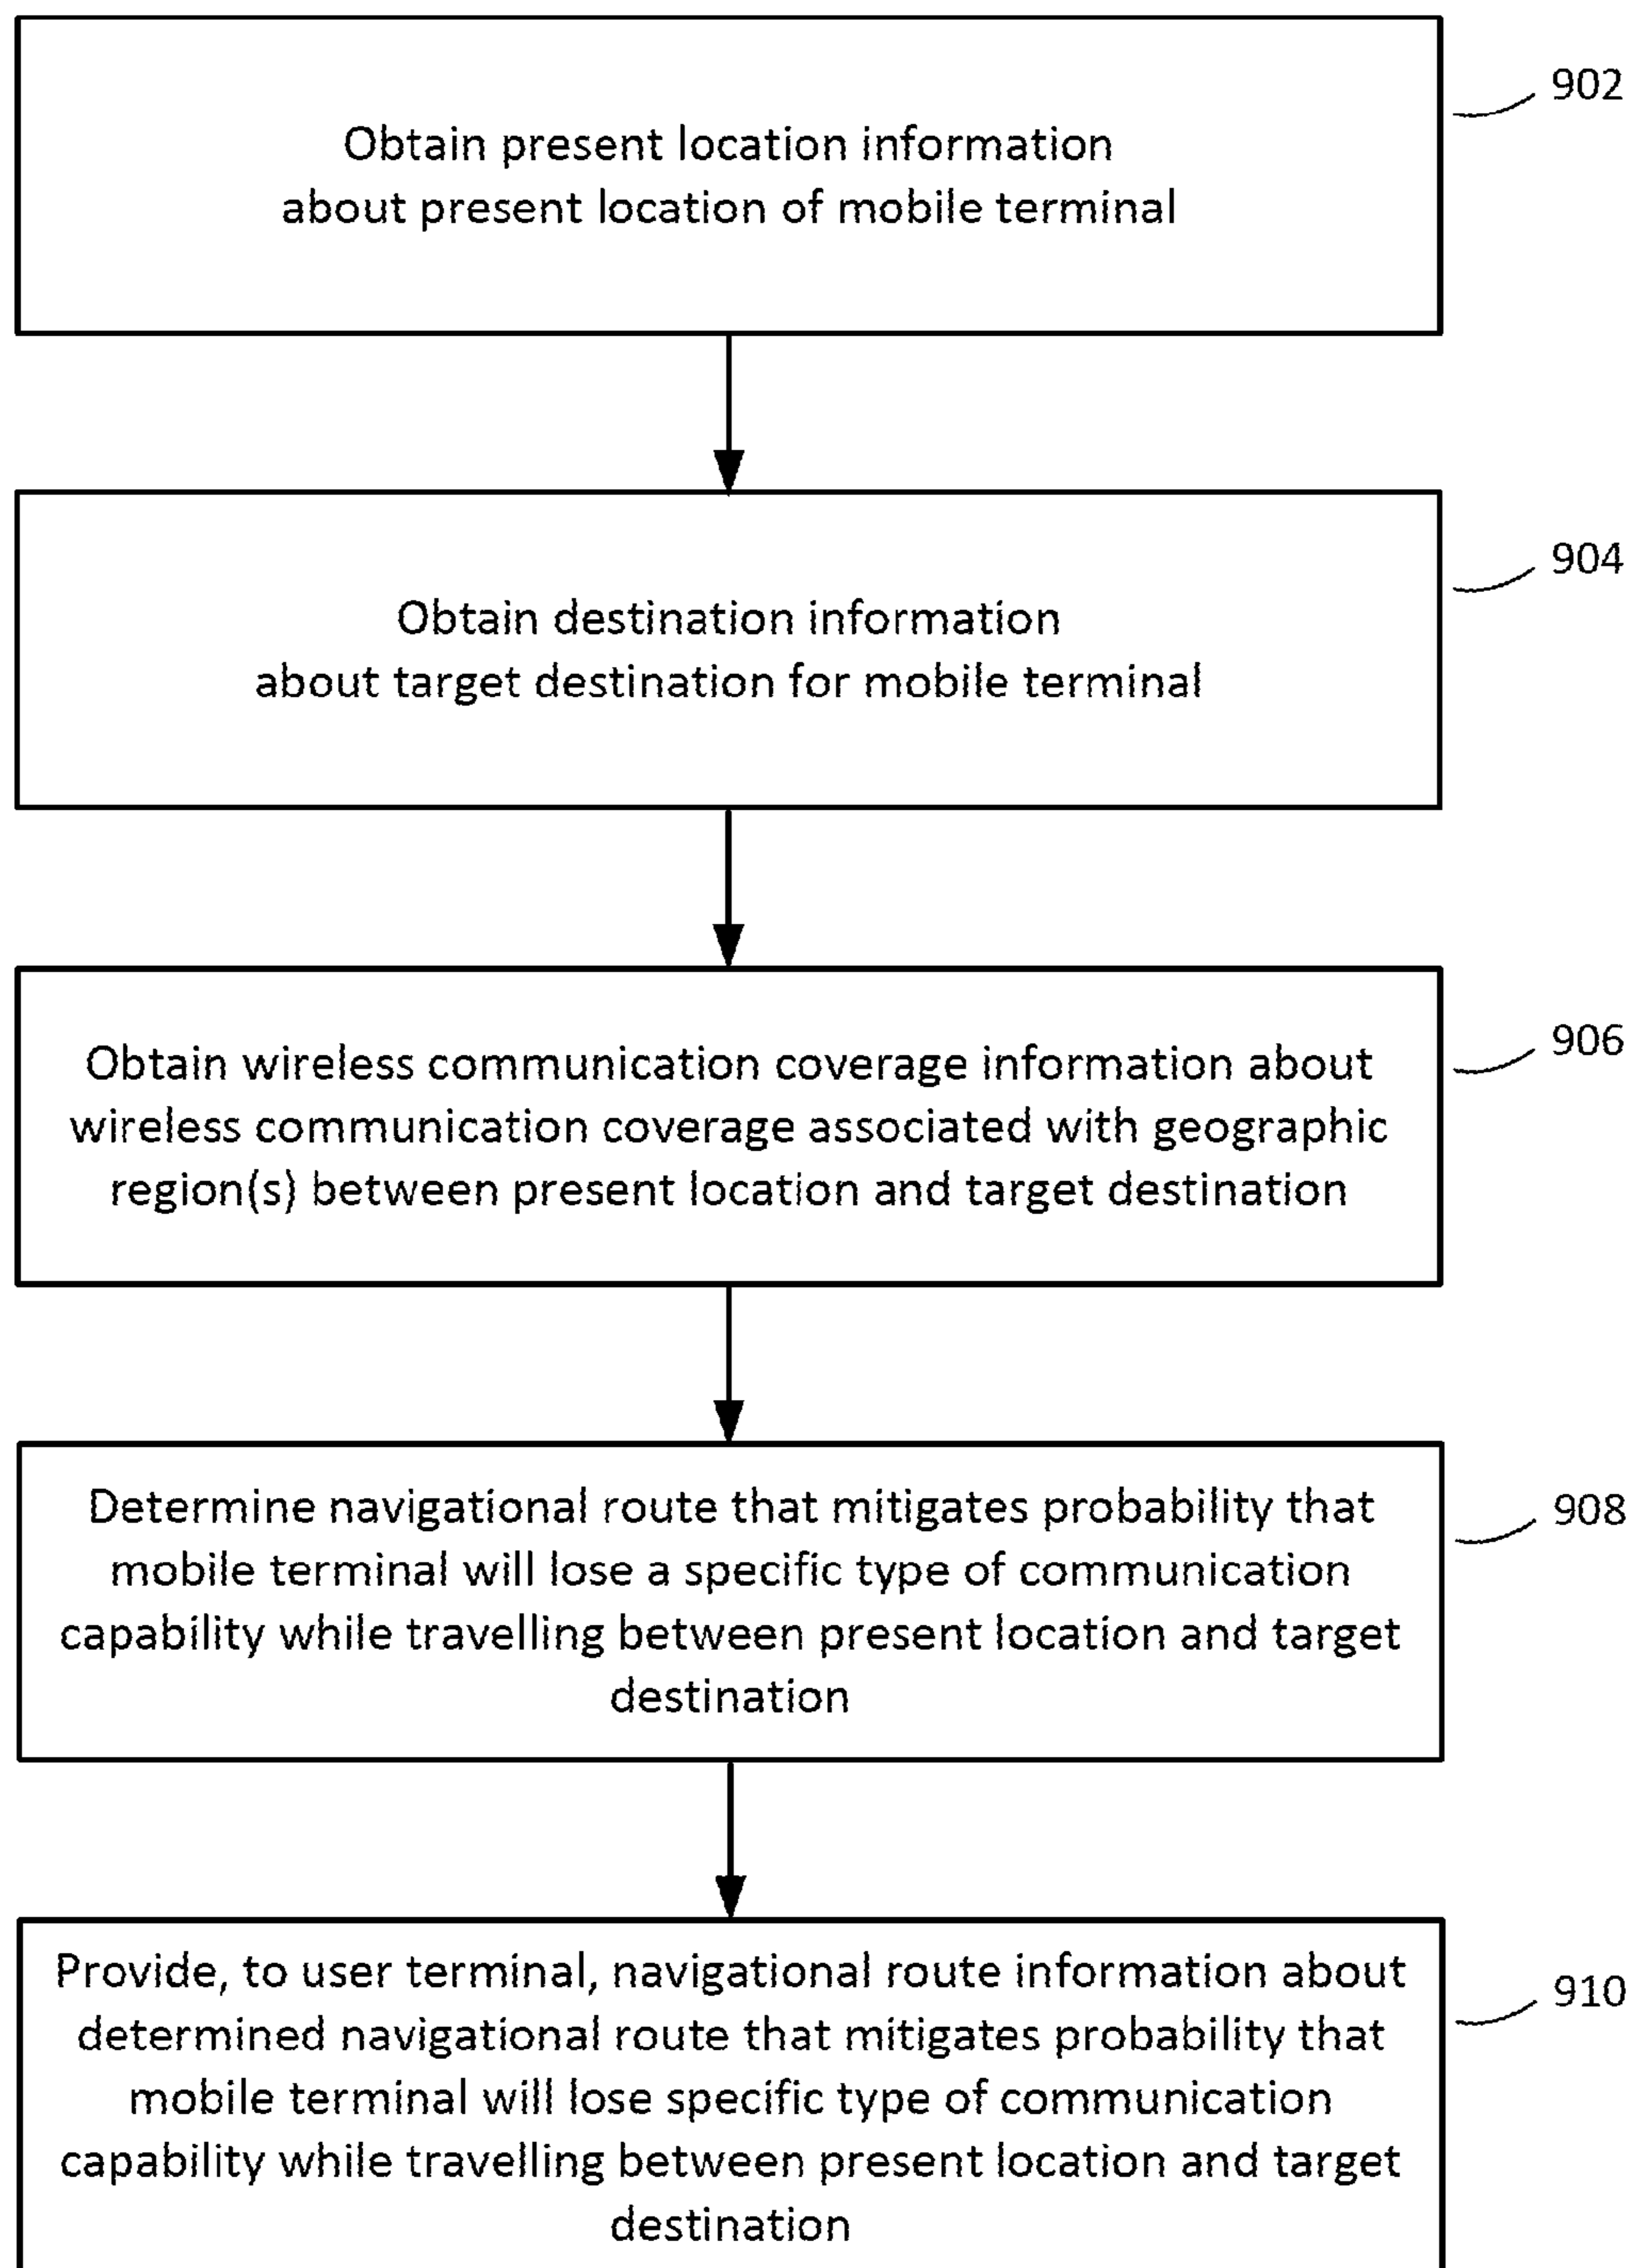 Obtain present location information
about present location of mobile terminal
902
Obtain destination information
about target destination for mobile terminal
904
Obtain wireless communication coverage information about
wireless communication coverage associated with geographic
region(s) between present location and target destination
906
Determine navigational route that mitigates probability that
mobile terminal will lose a specific type of communication
capability while travelling between present location and target
destination
908
Provide, to user terminal, navigational route information about
determined navigational route that mitigates probability that
mobile terminal will lose specific type of communication
capability while travelling between present location and target
destination
910